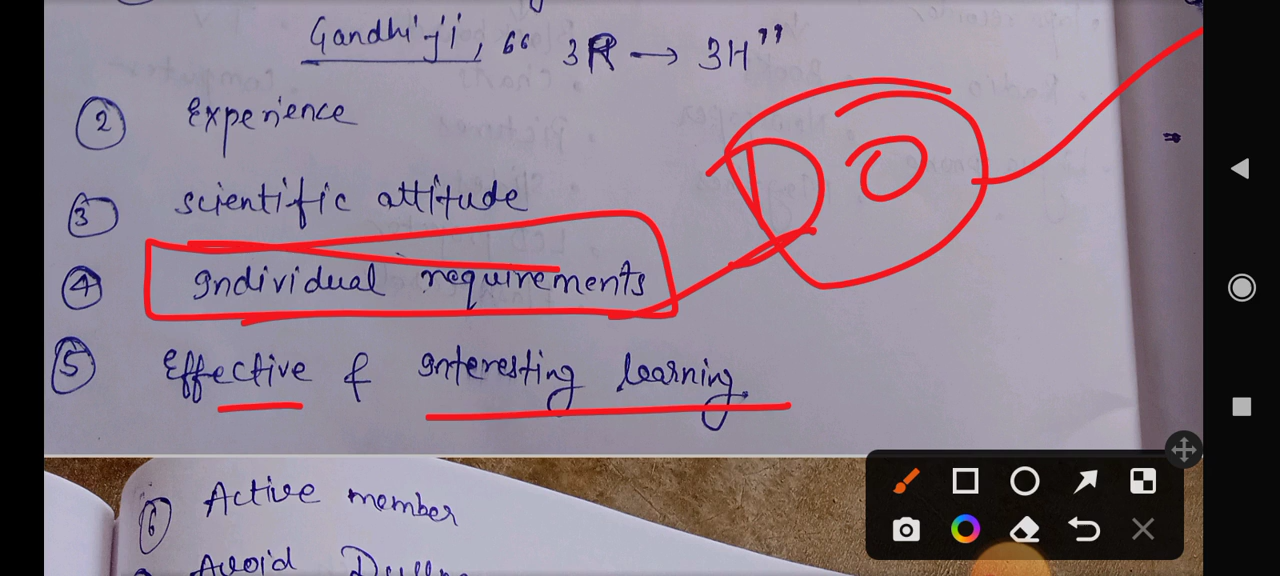 Gandhi'ji, "3R → 3H"
② Experience
③ scientific attitude
④ Individual requirements
⑤ Effective & Interesting learning.
⑥ Active member
Avoid